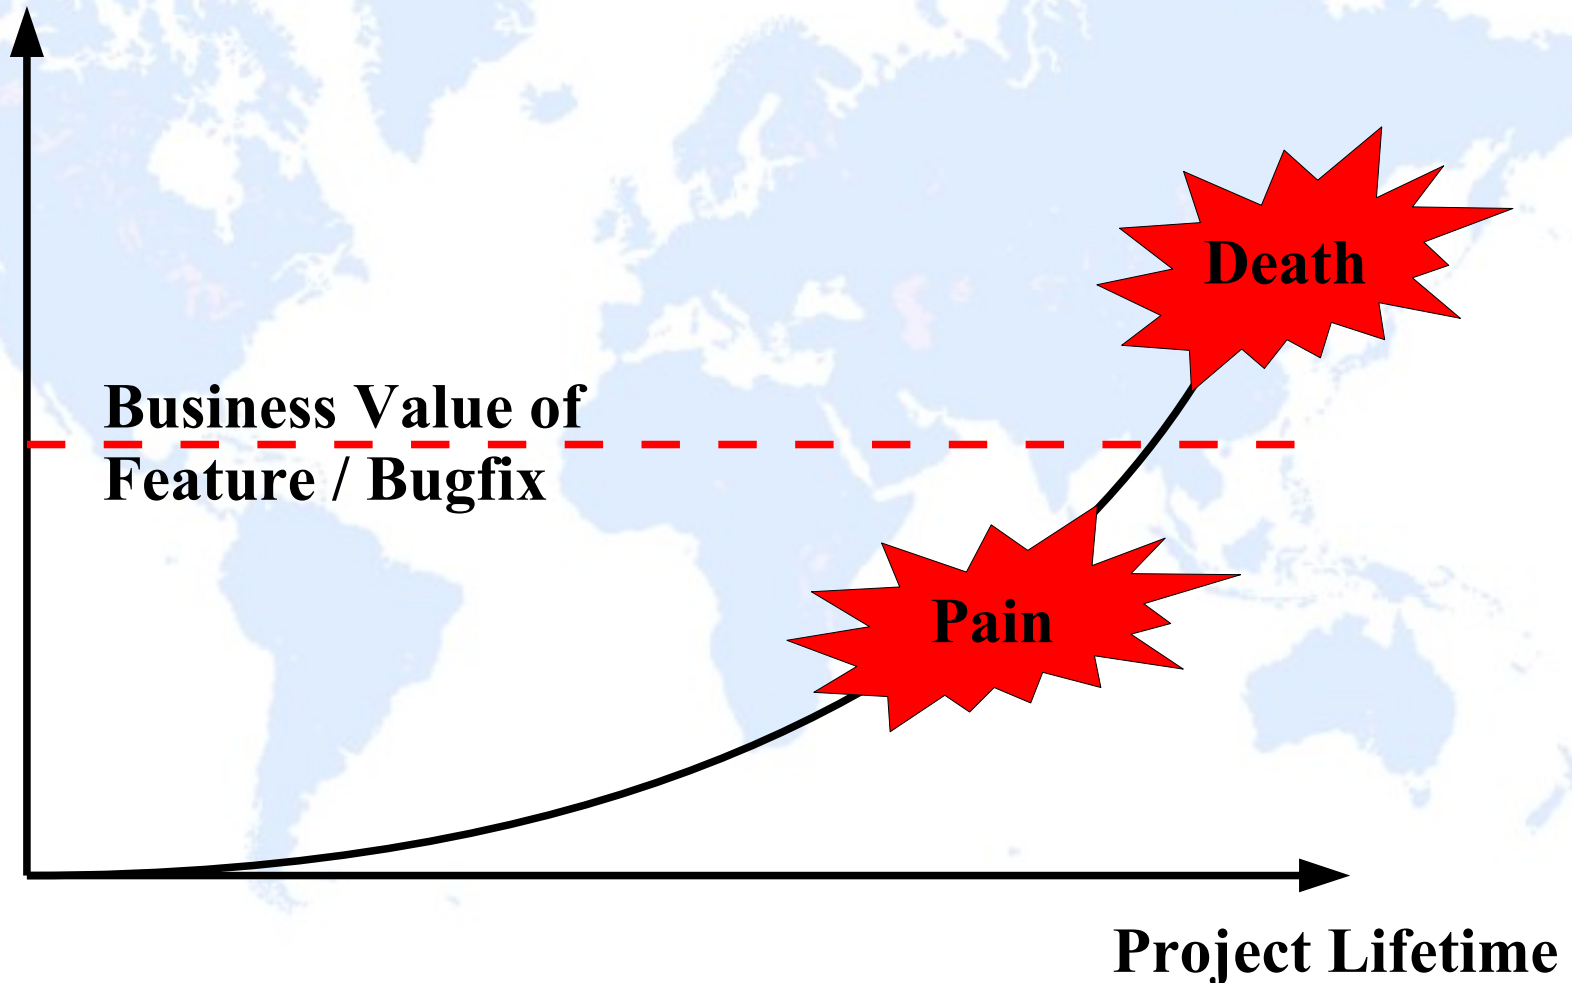 Death
Business Value of
Feature / Bugfix
Pain
Project Lifetime